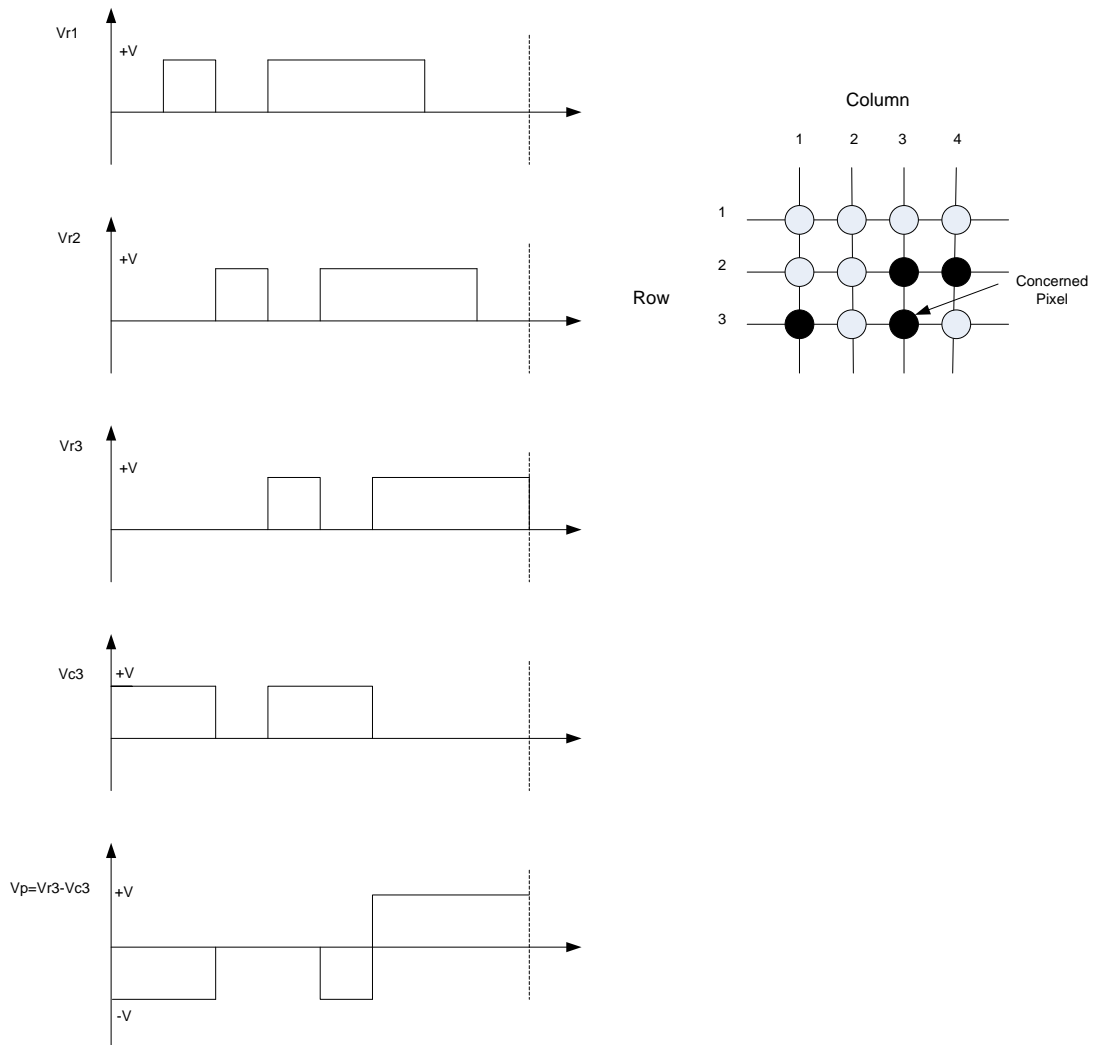 Vr1
+V
Vr2
+V
Vr3
+V
Vc3
+V
Vp=Vr3-Vc3
+V
-V
Column
1 2 3 4
1
2
Row
3
Concerned
Pixel